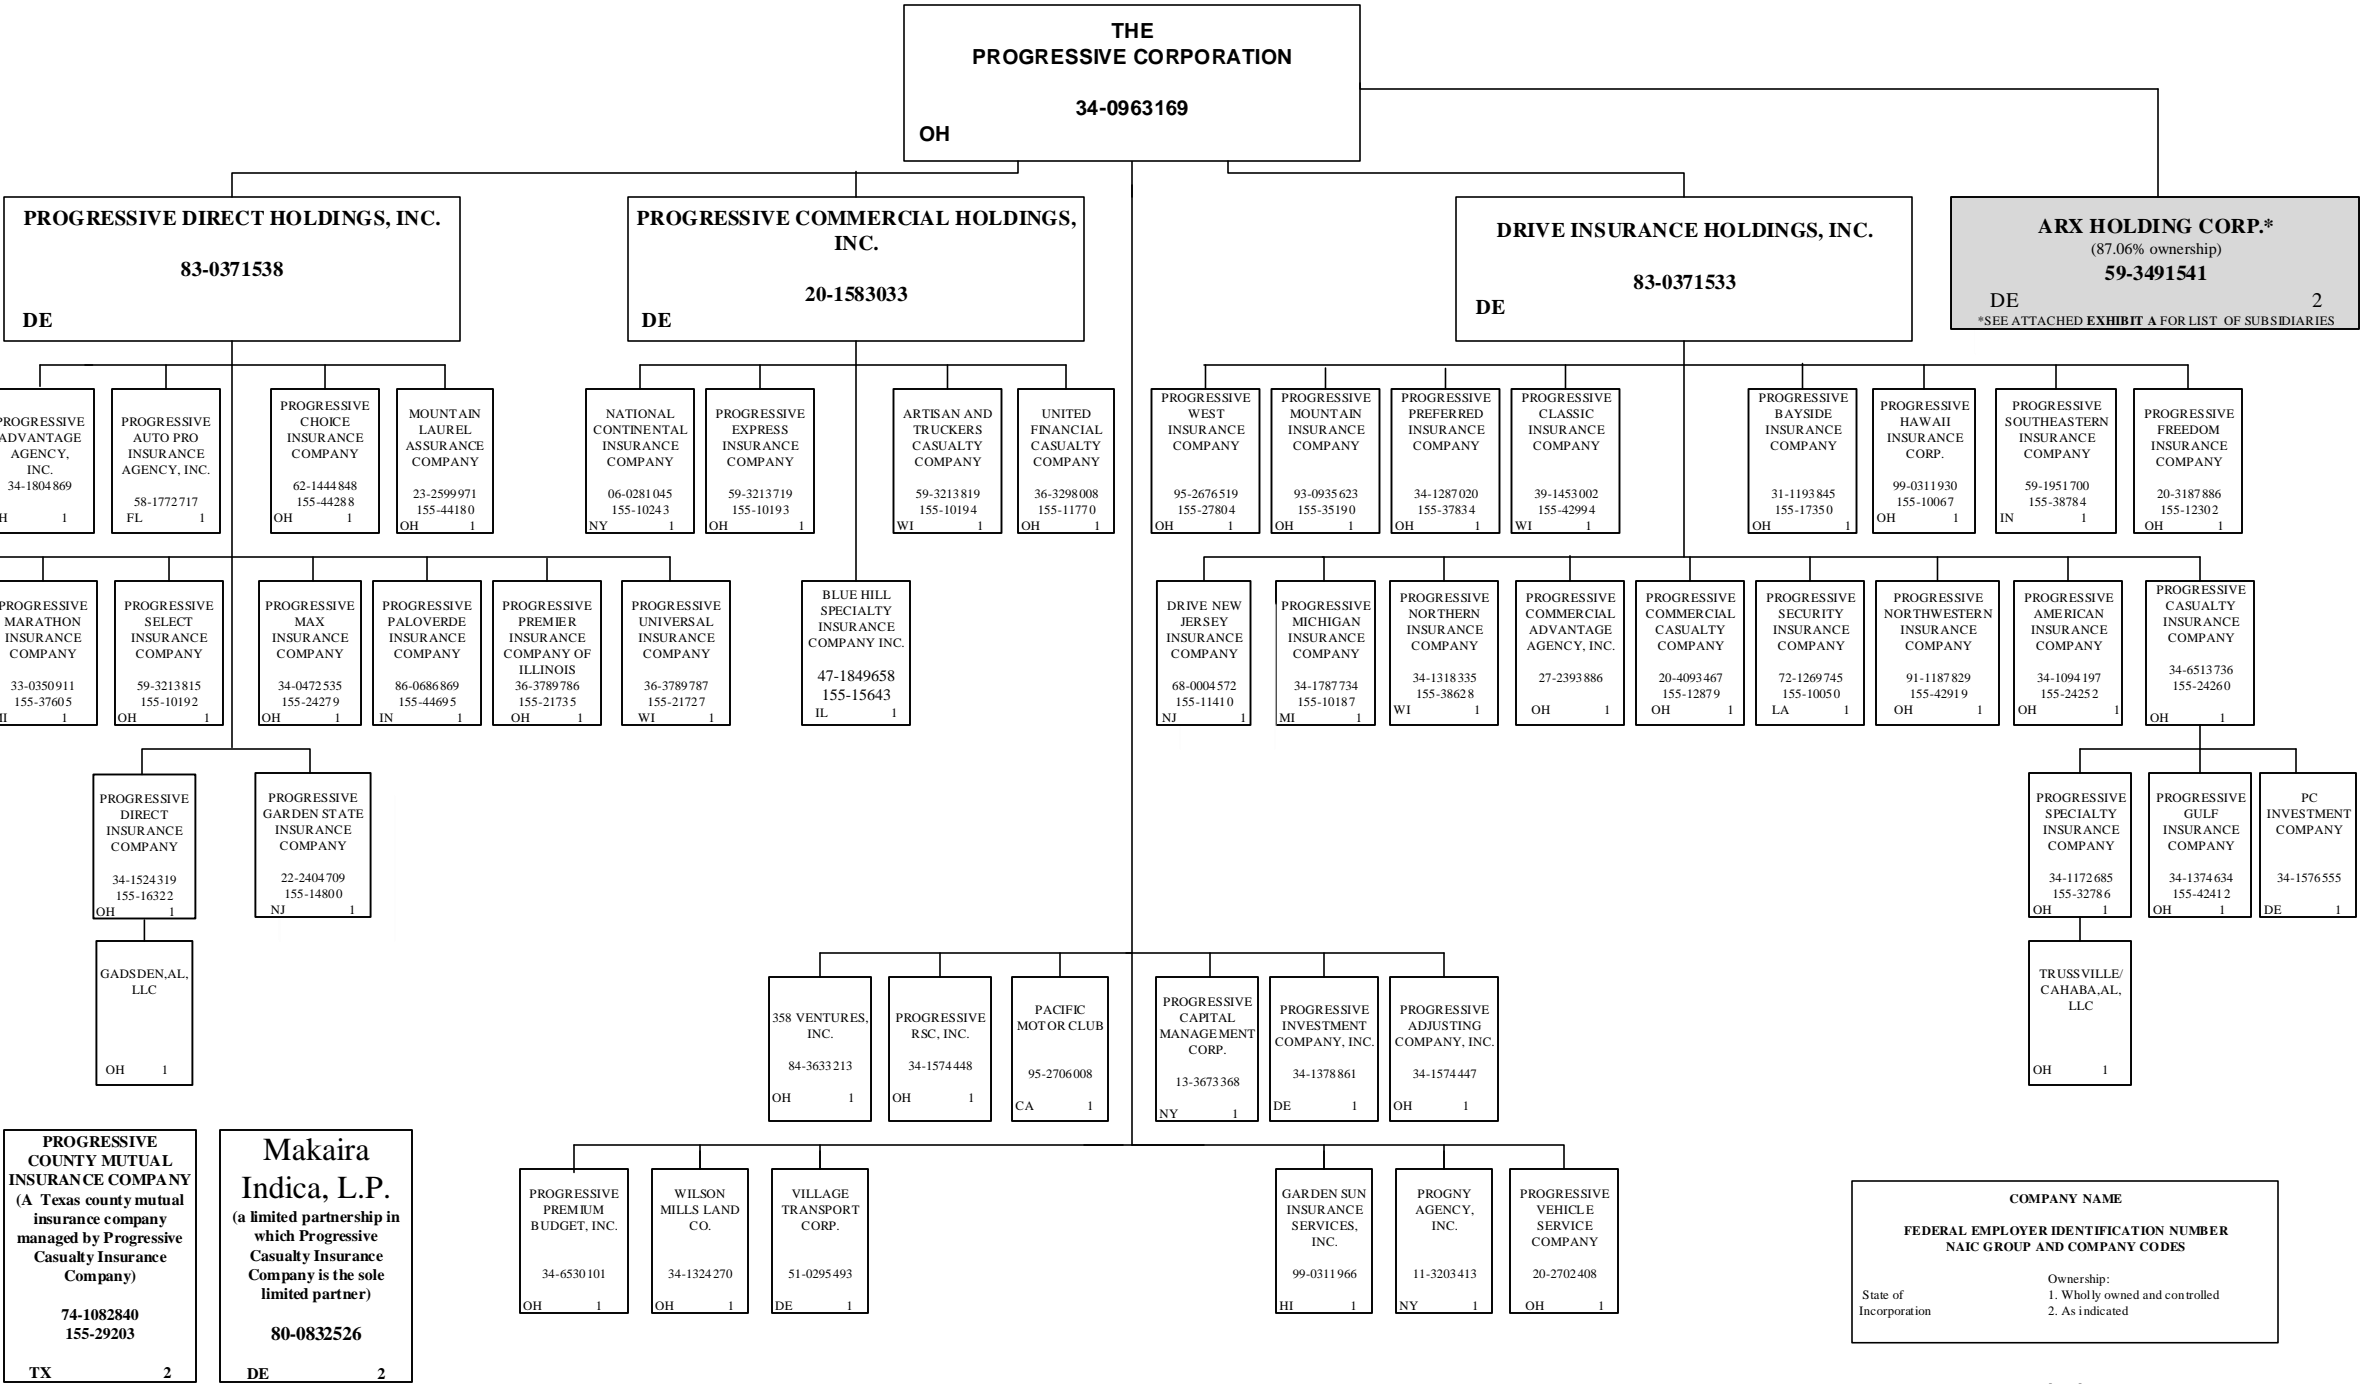 THE
PROGRESSIVE CORPORATION
34-0963169
OH
PROGRESSIVE DIRECT HOLDINGS, INC.
83-0371538
DE
PROGRESSIVE COMMERCIAL HOLDINGS,
INC.
20-1583033
DE
DRIVE INSURANCE HOLDINGS, INC.
83-0371533
DE
ARX HOLDING CORP.*
(87.06% ownership)
59-3491541
DE 2
*SEE ATTACHED EXHIBIT A FOR LIST OF SUBSIDIARIES
PROGRESSIVE
ADVANTAGE
AGENCY,
INC.
34-1804869
H 1
PROGRESSIVE
AUTO PRO
INSURANCE
AGENCY, INC.
58-1772717
FL 1
PROGRESSIVE
CHOICE
INSURANCE
COMPANY
62-1444848
155-44288
OH 1
MOUNTAIN
LAUREL
ASSURANCE
COMPANY
23-2599971
155-44180
OH 1
NATIONAL
CONTINENTAL
INSURANCE
COMPANY
06-0281045
155-10243
NY 1
PROGRESSIVE
EXPRESS
INSURANCE
COMPANY
59-3213719
155-10193
OH 1
ARTISAN AND
TRUCKERS
CASUALTY
COMPANY
59-3213819
155-10194
WI 1
UNITED
FINANCIAL
CASUALTY
COMPANY
36-3298008
155-11770
OH 1
PROGRESSIVE
WEST
INSURANCE
COMPANY
95-2676519
155-27804
OH 1
PROGRESSIVE
MOUNTAIN
INSURANCE
COMPANY
93-0935623
155-35190
OH 1
PROGRESSIVE
PREFERRED
INSURANCE
COMPANY
34-1287020
155-37834
OH 1
PROGRESSIVE
CLASSIC
INSURANCE
COMPANY
39-1453002
155-42994
WI 1
PROGRESSIVE
BAYSIDE
INSURANCE
COMPANY
31-1193845
155-17350
OH 1
PROGRESSIVE
HAWAII
INSURANCE
CORP.
99-0311930
155-10067
OH 1
PROGRESSIVE
SOUTHEASTERN
INSURANCE
COMPANY
59-1951700
155-38784
IN 1
PROGRESSIVE
FREEDOM
INSURANCE
COMPANY
20-3187886
155-12302
OH 1
PROGRESSIVE
MARATHON
INSURANCE
COMPANY
33-0350911
155-37605
MI 1
PROGRESSIVE
SELECT
INSURANCE
COMPANY
59-3213815
155-10192
OH 1
PROGRESSIVE
MAX
INSURANCE
COMPANY
34-0472535
155-24279
OH 1
PROGRESSIVE
PALOVERDE
INSURANCE
COMPANY
86-0686869
155-44695
IN 1
PROGRESSIVE
PREMIER
INSURANCE
COMPANY OF
ILLINOIS
36-3789786
155-21735
OH 1
PROGRESSIVE
UNIVERSAL
INSURANCE
COMPANY
36-3789787
155-21727
WI 1
BLUE HILL
SPECIALTY
INSURANCE
COMPANY INC.
47-1849658
155-15643
IL 1
DRIVE NEW
JERSEY
INSURANCE
COMPANY
68-0004572
155-11410
NJ 1
PROGRESSIVE
MICHIGAN
INSURANCE
COMPANY
34-1787734
155-10187
MI 1
PROGRESSIVE
NORTHERN
INSURANCE
COMPANY
34-1318335
155-38628
WI 1
PROGRESSIVE
COMMERCIAL
ADVANTAGE
AGENCY, INC.
27-2393886
OH 1
PROGRESSIVE
COMMERCIAL
CASUALTY
COMPANY
20-4093467
155-12879
OH 1
PROGRESSIVE
SECURITY
INSURANCE
COMPANY
72-1269745
155-10050
LA 1
PROGRESSIVE
NORTHWESTERN
INSURANCE
COMPANY
91-1187829
155-42919
OH 1
PROGRESSIVE
AMERICAN
INSURANCE
COMPANY
34-1094197
155-24252
OH 1
PROGRESSIVE
CASUALTY
INSURANCE
COMPANY
34-6513736
155-24260
OH 1
PROGRESSIVE
DIRECT
INSURANCE
COMPANY
34-1524319
155-16322
OH 1
PROGRESSIVE
GARDEN STATE
INSURANCE
COMPANY
22-2404709
155-14800
NJ 1
PROGRESSIVE
SPECIALTY
INSURANCE
COMPANY
34-1172685
155-32786
OH 1
PROGRESSIVE
GULF
INSURANCE
COMPANY
34-1374634
155-42412
OH 1
PC
INVESTMENT
COMPANY
34-1576555
DE 1
GADSDEN,AL,
LLC
OH 1
358 VENTURES,
INC.
84-3633213
OH 1
PROGRESSIVE
RSC, INC.
34-1574448
OH 1
PACIFIC
MOTOR CLUB
95-2706008
CA 1
PROGRESSIVE
CAPITAL
MANAGEMENT
CORP.
13-3673368
NY 1
PROGRESSIVE
INVESTMENT
COMPANY, INC.
34-1378861
DE 1
PROGRESSIVE
ADJUSTING
COMPANY, INC.
34-1574447
OH 1
TRUSSVILLE/
CAHABA,AL,
LLC
OH 1
PROGRESSIVE
COUNTY MUTUAL
INSURANCE COMPANY
(A Texas county mutual
insurance company
managed by Progressive
Casualty Insurance
Company)
74-1082840
155-29203
TX 2
Makaira
Indica, L.P.
(a limited partnership in
which Progressive
Casualty Insurance
Company is the sole
limited partner)
80-0832526
DE 2
PROGRESSIVE
PREMIUM
BUDGET, INC.
34-6530101
OH 1
WILSON
MILLS LAND
CO.
34-1324270
OH 1
VILLAGE
TRANSPORT
CORP.
51-0295493
DE 1
GARDEN SUN
INSURANCE
SERVICES,
INC.
99-0311966
HI 1
PROGNY
AGENCY,
INC.
11-3203413
NY 1
PROGRESSIVE
VEHICLE
SERVICE
COMPANY
20-2702408
OH 1
COMPANY NAME
FEDERAL EMPLOYER IDENTIFICATION NUMBER
NAIC GROUP AND COMPANY CODES
Ownership:
State of 1. Wholly owned and controlled
Incorporation 2. As indicated